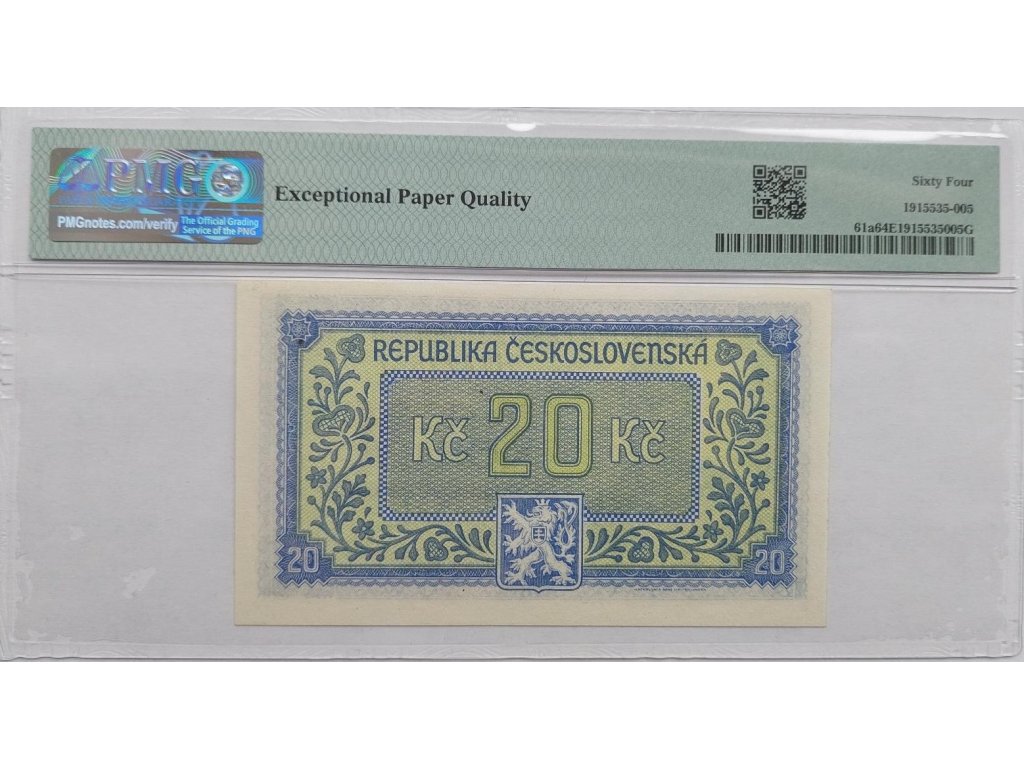 PMG
PMGnotes.com/verify
The Official Grading
Service of the PNG
Exceptional Paper Quality
Sixty Four
1915535-005
61a64E1915535005G
REPUBLIKA ČESKOSLOVENSKÁ
Kč 20 Kč
20 20